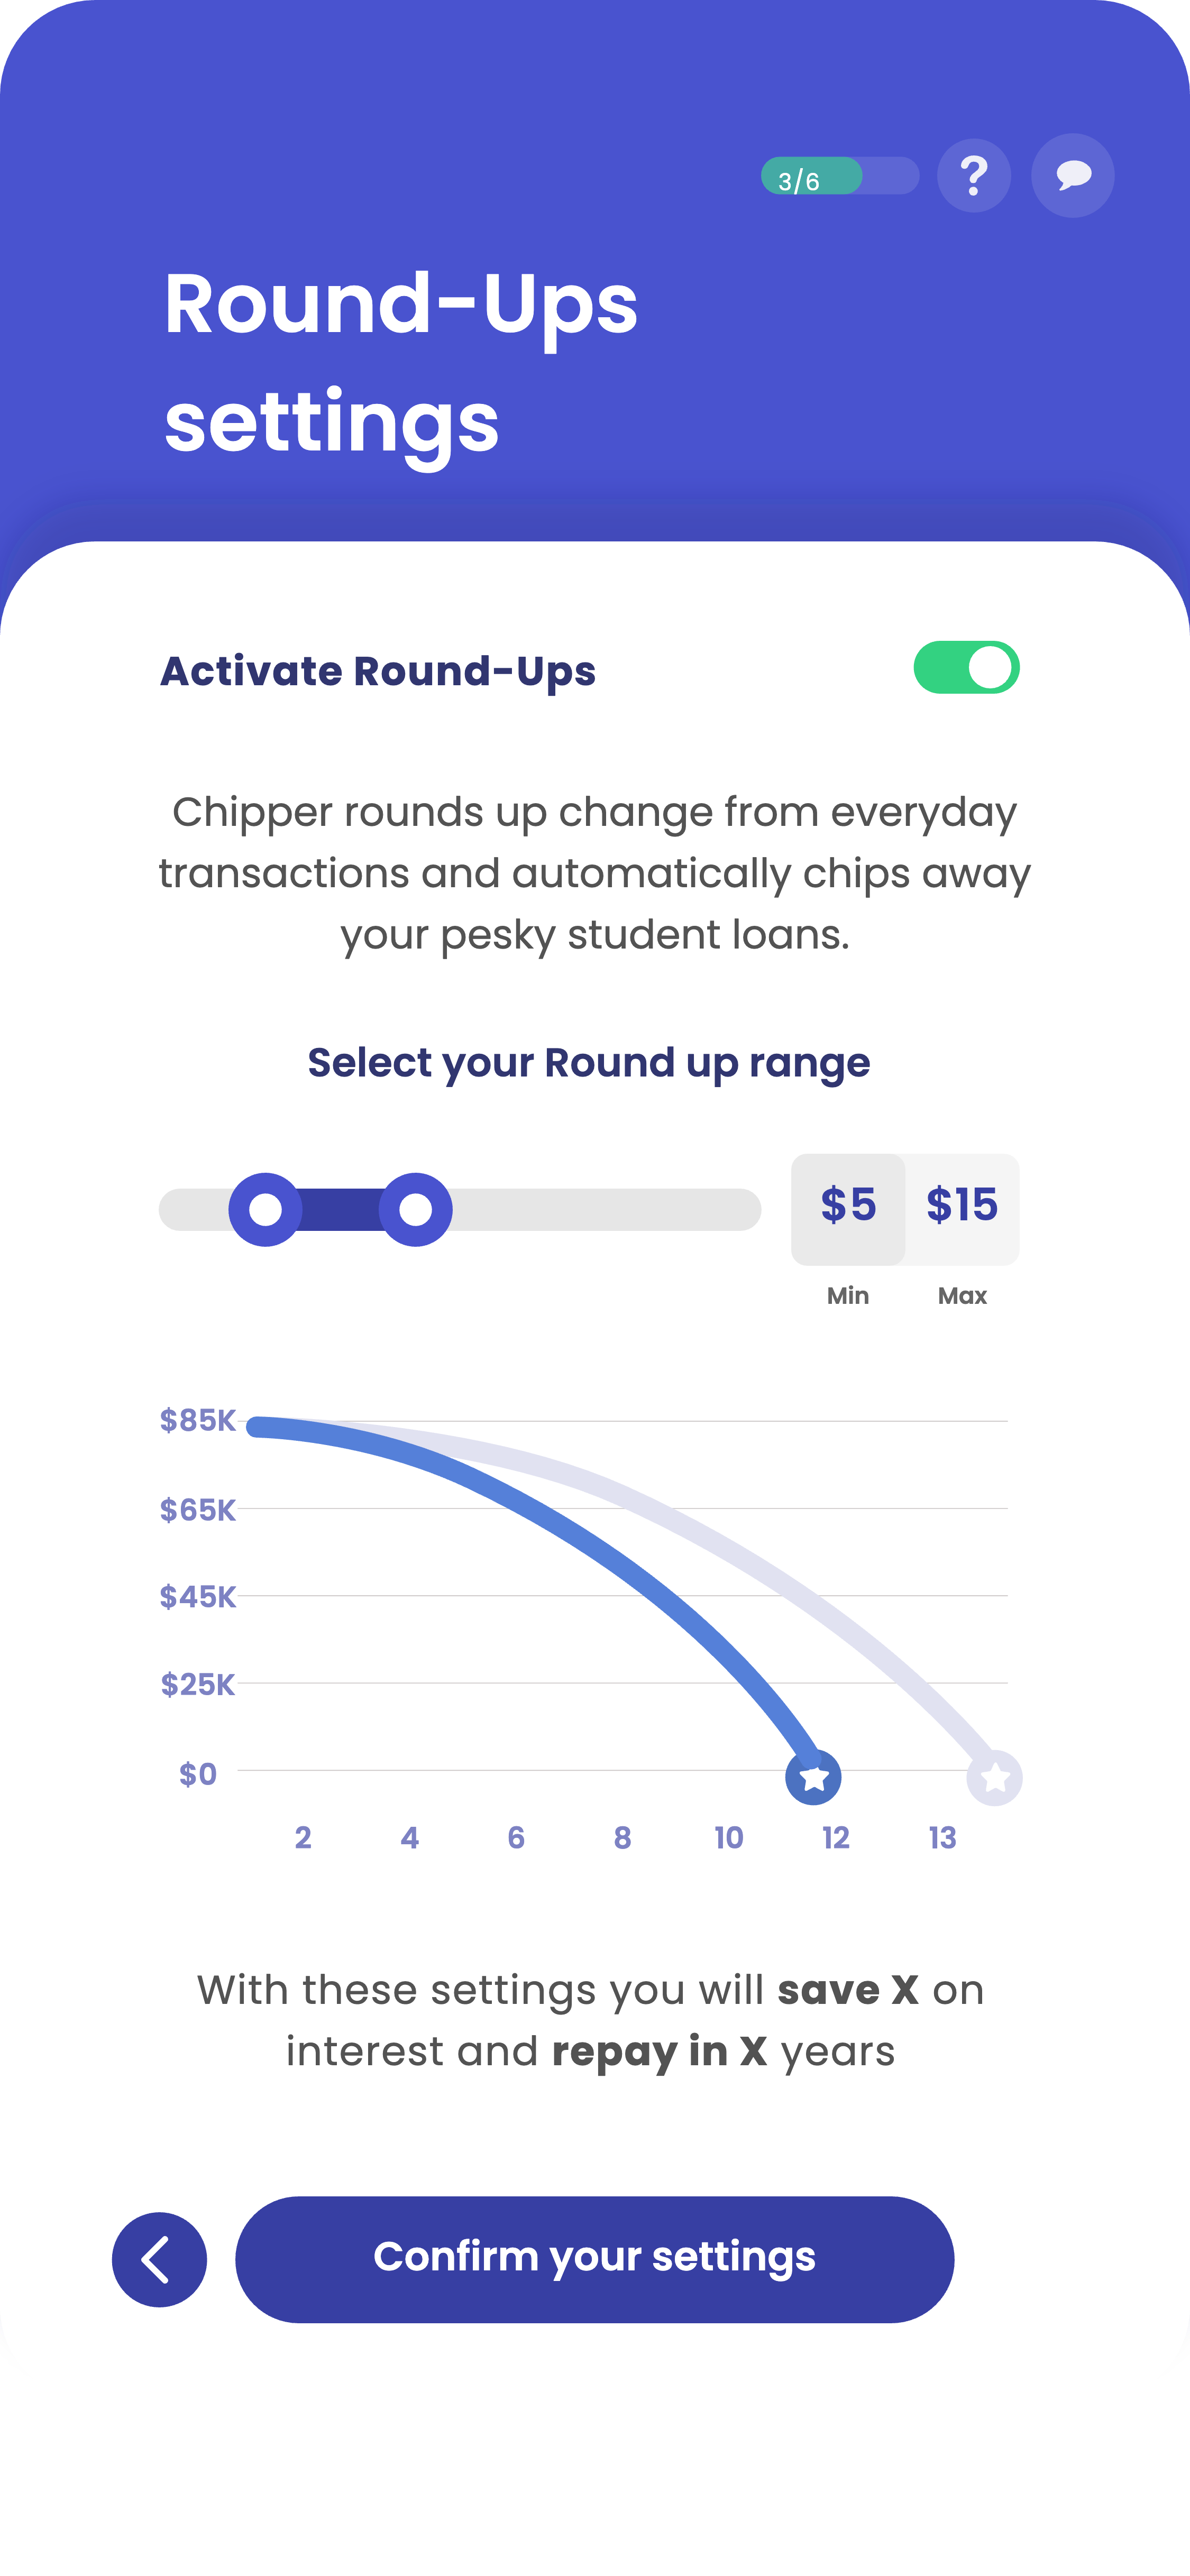 3/6
?
Round-Ups
settings
Activate Round-Ups
Chipper rounds up change from everyday
transactions and automatically chips away
your pesky student loans.
Select your Round up range
$5 $15
Min Max
$85K
$65K
$45K
$25K
$0
2 4 6 8 10 12 13
With these settings you will save X on
interest and repay in X years
Confirm your settings